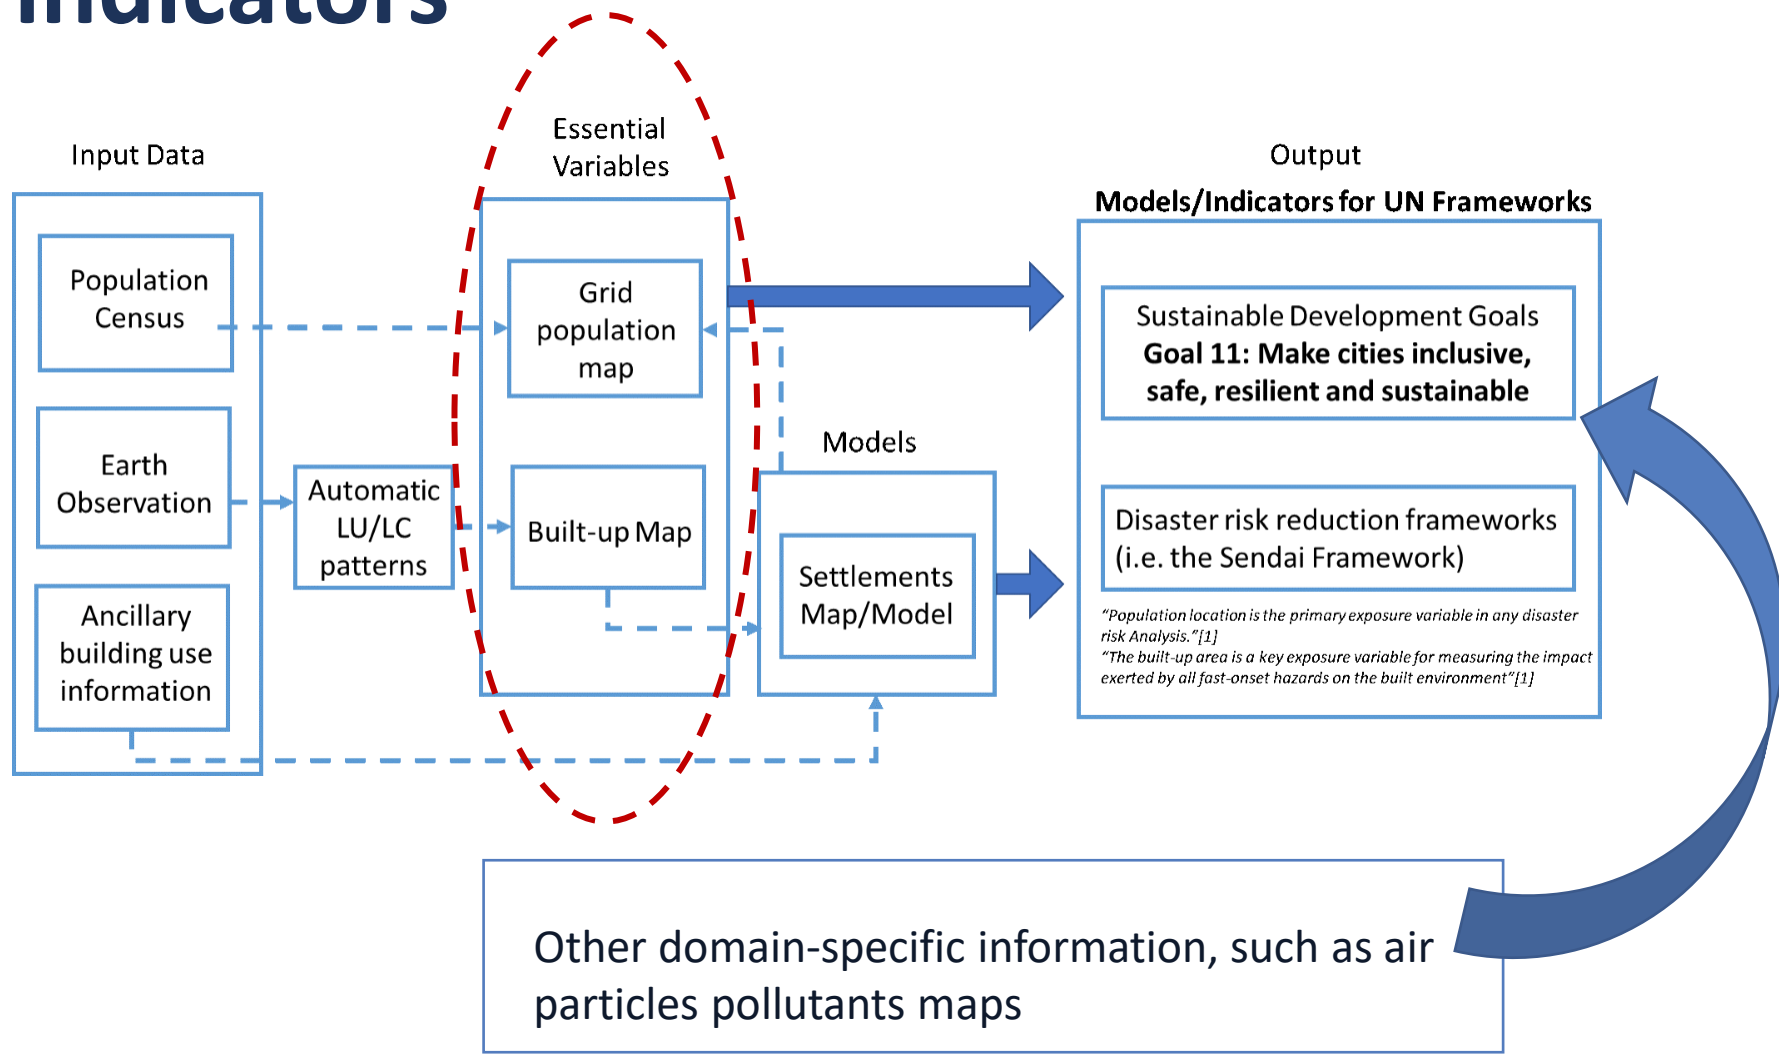 Indicators
Input Data
Population
Census
Earth
Observation
Ancillary
building use
information
Automatic
LU/LC
patterns
Essential
Variables
Grid
population
map
Built-up Map
Models
Settlements
Map/Model
Output
Models/Indicators for UN Frameworks
Sustainable Development Goals
Goal 11: Make cities inclusive,
safe, resilient and sustainable
Disaster risk reduction frameworks
(i.e. the Sendai Framework)
“Population location is the primary exposure variable in any disaster
risk Analysis.”[1]
“The built-up area is a key exposure variable for measuring the impact
exerted by all fast-onset hazards on the built environment”[1]
Other domain-specific information, such as air
particles pollutants maps